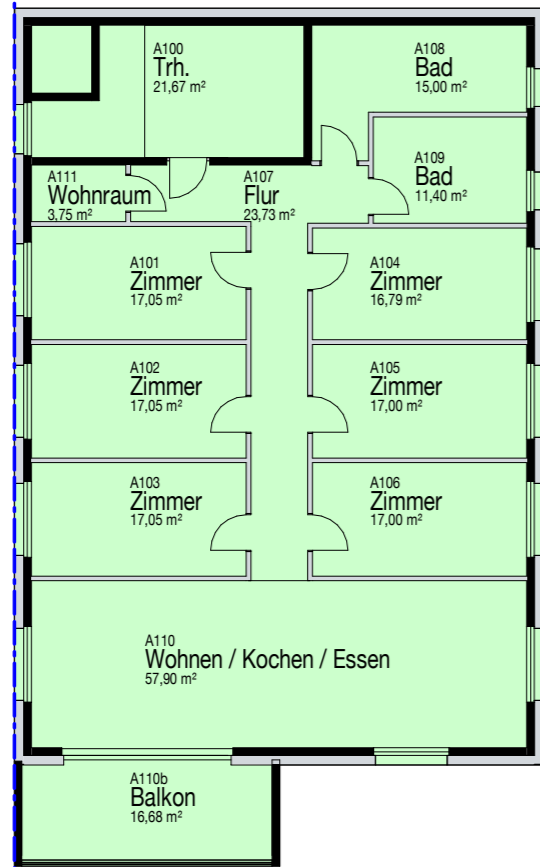 A100
Trh.
21,67 m²
A108
Bad
15,00 m²
A109
Bad
11,40 m²
A111
Wohnraum
3,75 m²
A107
Flur
23,73 m²
A101
Zimmer
17,05 m²
A104
Zimmer
16,79 m²
A102
Zimmer
17,05 m²
A105
Zimmer
17,00 m²
A103
Zimmer
17,05 m²
A106
Zimmer
17,00 m²
A110
Wohnen / Kochen / Essen
57,90 m²
A110b
Balkon
16,68 m²